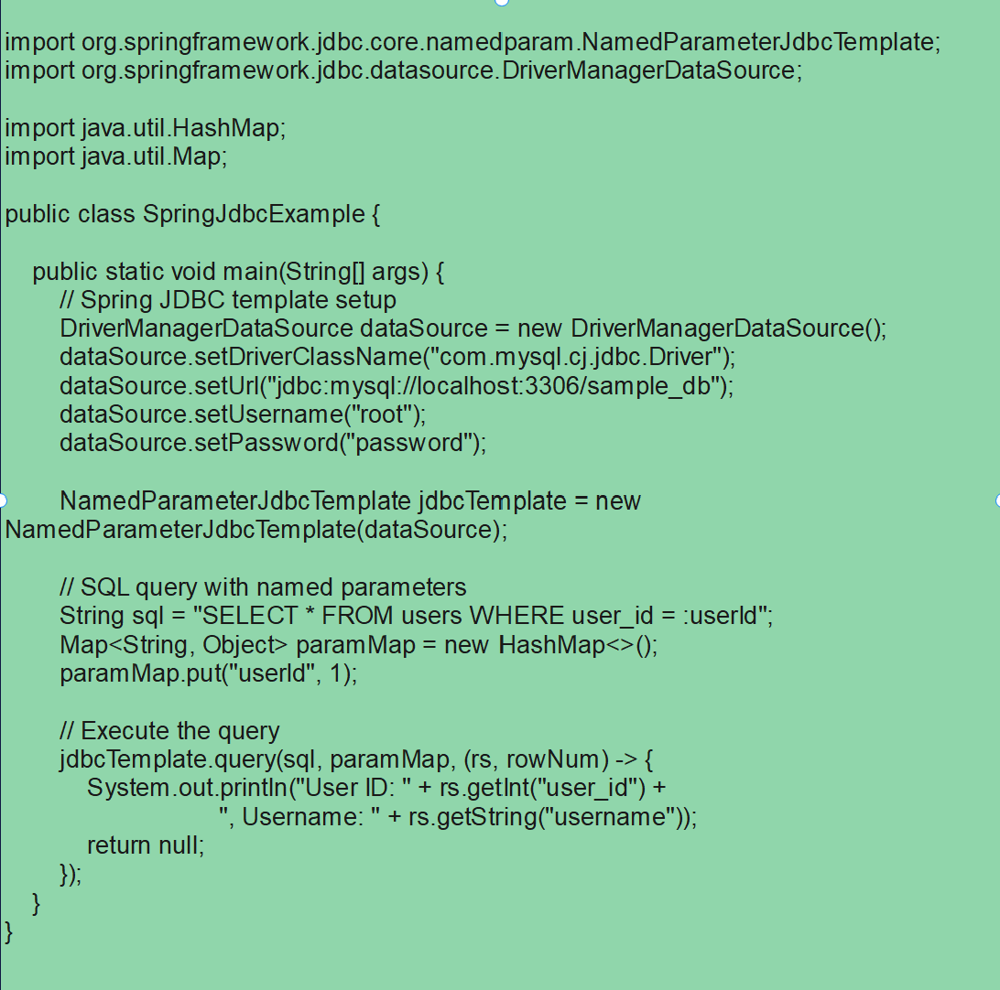 import org.springframework.jdbc.core.namedparam.NamedParameterJdbcTemplate;
import org.springframework.jdbc.datasource.DriverManagerDataSource;

import java.util.HashMap;
import java.util.Map;

public class SpringJdbcExample {

    public static void main(String[] args) {
        // Spring JDBC template setup
        DriverManagerDataSource dataSource = new DriverManagerDataSource();
        dataSource.setDriverClassName("com.mysql.cj.jdbc.Driver");
        dataSource.setUrl("jdbc:mysql://localhost:3306/sample_db");
        dataSource.setUsername("root");
        dataSource.setPassword("password");

        NamedParameterJdbcTemplate jdbcTemplate = new
NamedParameterJdbcTemplate(dataSource);

        // SQL query with named parameters
        String sql = "SELECT * FROM users WHERE user_id = :userId";
        Map<String, Object> paramMap = new HashMap<>();
        paramMap.put("userId", 1);

        // Execute the query
        jdbcTemplate.query(sql, paramMap, (rs, rowNum) -> {
            System.out.println("User ID: " + rs.getInt("user_id") +
                               ", Username: " + rs.getString("username"));
            return null;
        });
    }
}